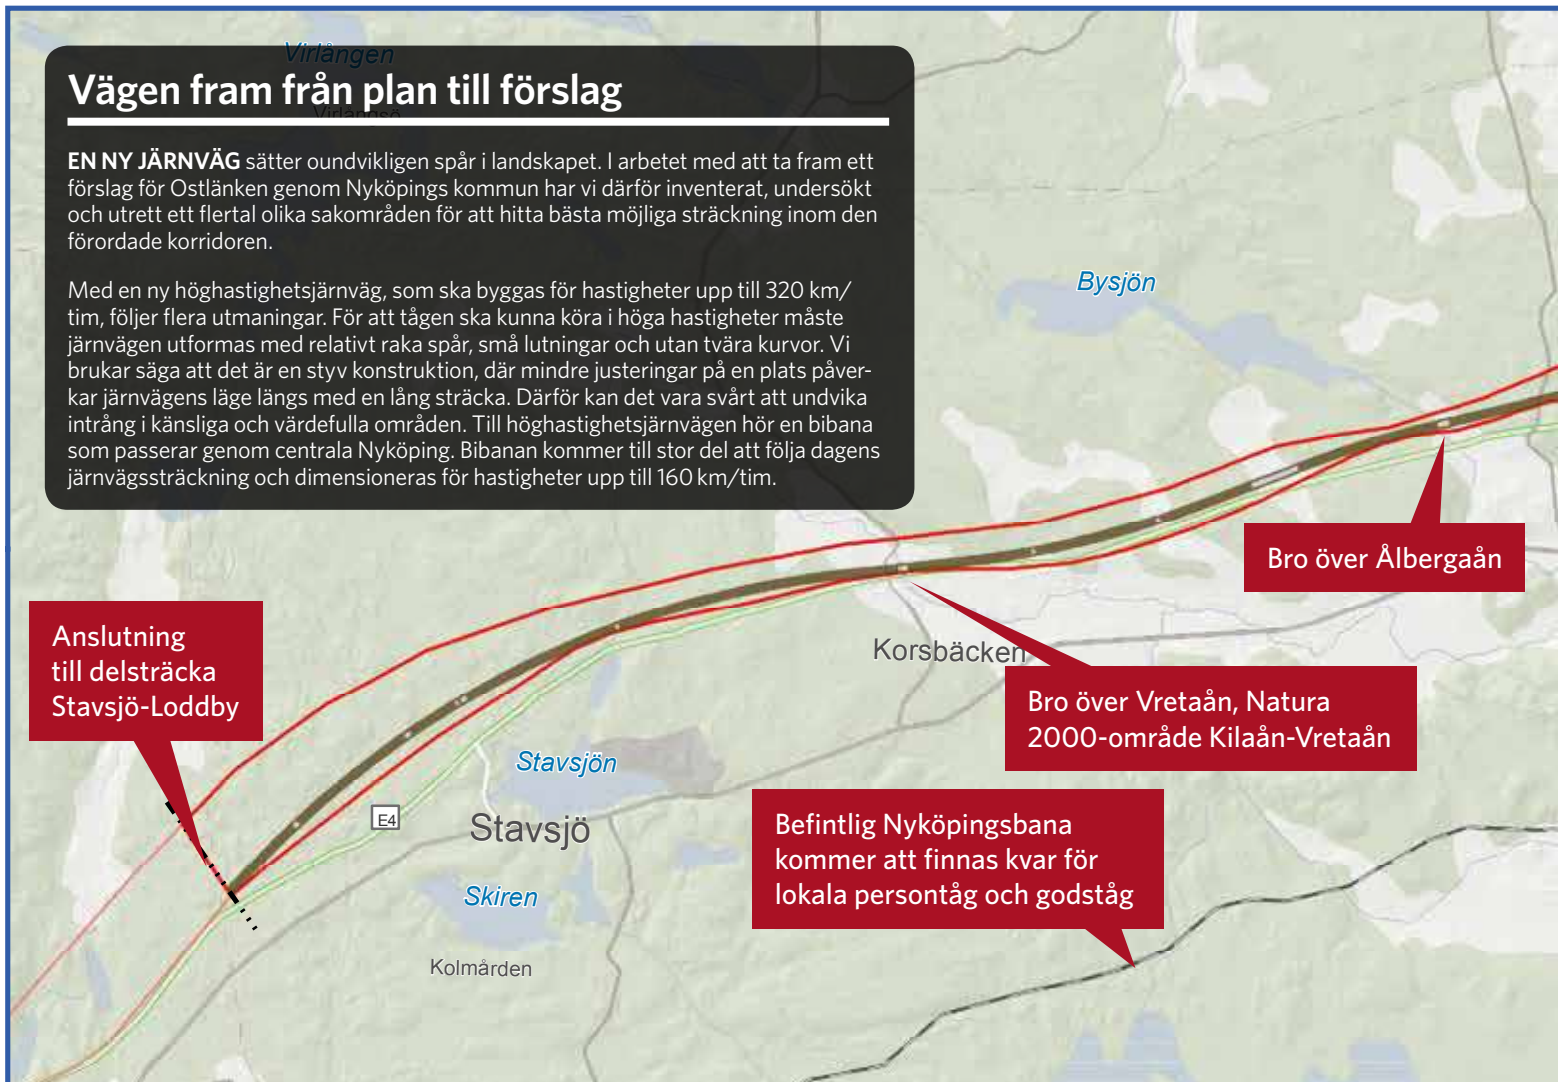 Virlången
Vägen fram från plan till förslag
Virlångsö
EN NY JÄRNVÄG sätter oundvikligen spår i landskapet. I arbetet med att ta fram ett
förslag för Ostlänken genom Nyköpings kommun har vi därför inventerat, undersökt
och utrett ett flertal olika sakområden för att hitta bästa möjliga sträckning inom den
förordade korridoren.
Med en ny höghastighetsjärnväg, som ska byggas för hastigheter upp till 320 km/
tim, följer flera utmaningar. För att tågen ska kunna köra i höga hastigheter måste
järnvägen utformas med relativt raka spår, små lutningar och utan tvära kurvor. Vi
brukar säga att det är en styv konstruktion, där mindre justeringar på en plats påver-
kar järnvägens läge längs med en lång sträcka. Därför kan det vara svårt att undvika
intrång i känsliga och värdefulla områden. Till höghastighetsjärnvägen hör en bibana
som passerar genom centrala Nyköping. Bibanan kommer till stor del att följa dagens
järnvägssträckning och dimensioneras för hastigheter upp till 160 km/tim.
Bysjön
Bro över Ålbergaån
Anslutning
till delsträcka
Stavsjö-Loddby
Korsbäcken
Bro över Vretaån, Natura
2000-område Kilaån-Vretaån
Stavsjön
E4
Stavsjö
Befintlig Nyköpingsbana
kommer att finnas kvar för
lokala persontåg och godståg
Skiren
Kolmården